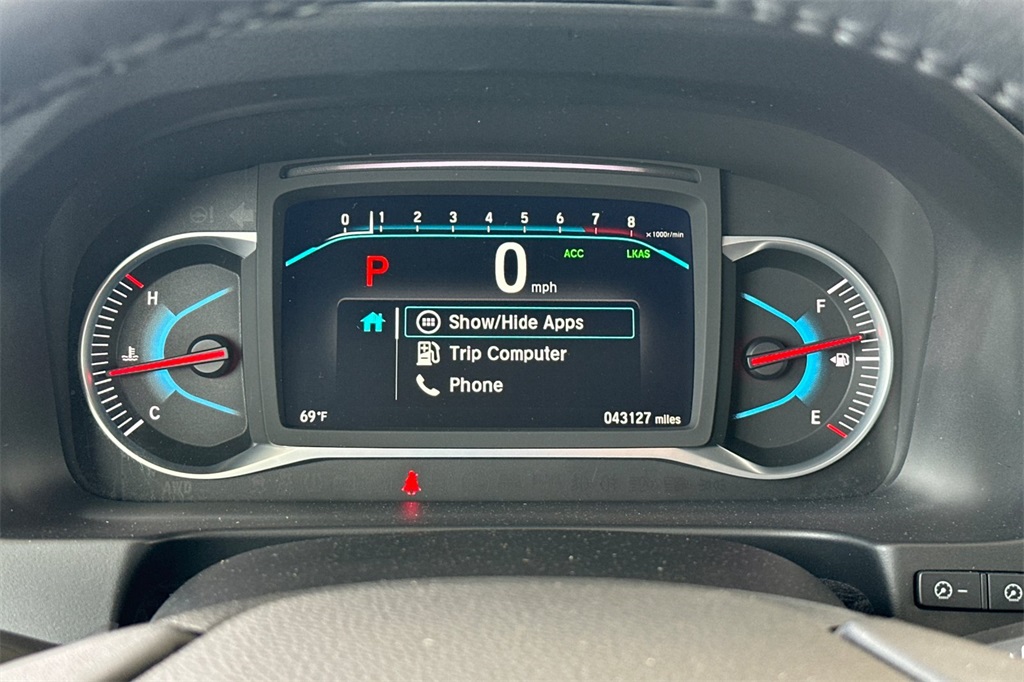 0 1 2 3 4 5 6 7 8
×1000r/min
P 0 mph ACC LKAS
Show/Hide Apps
Trip Computer
Phone
69°F 043127 miles
H
C
F
E